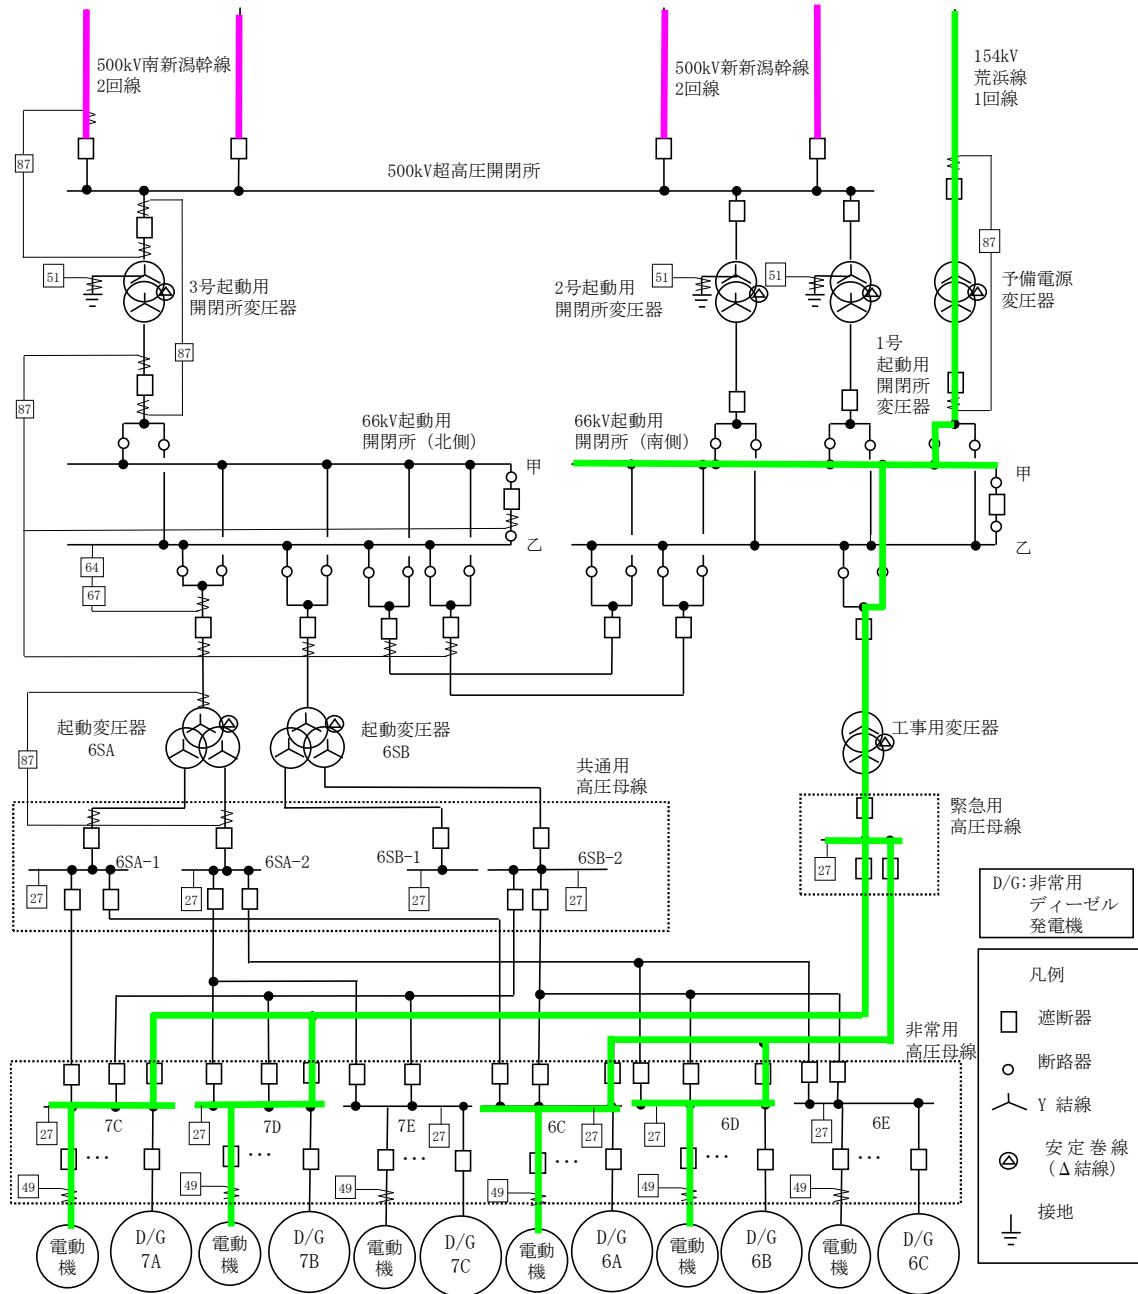 500kV南新潟幹線
2回線
500kV新新潟幹線
2回線
154kV
荒浜線
1回線
87
500kV超高圧開閉所
87
51
3号起動用
開閉所変圧器
51
2号起動用
開閉所変圧器
51
予備電源
変圧器
87
1号
起動用
開閉所
変圧器
87
66kV起動用
開閉所（北側）
66kV起動用
開閉所（南側）
甲
甲
乙
乙
64
67
起動変圧器
6SA
起動変圧器
6SB
工事用変圧器
87
共通用
高圧母線
緊急用
高圧母線
6SA-1
6SA-2
6SB-1
6SB-2
27
27
27
27
27
D/G:非常用
ディーゼル
発電機
凡例
遮断器
断路器
Y 結線
安定巻線
(Δ結線)
接地
非常用
高圧母線
7C
7D
7E
6C
6D
6E
27
27
27
27
27
27
...
...
...
...
...
...
49
49
49
49
49
49
電動
機
D/G
7A
電動
機
D/G
7B
電動
機
D/G
7C
電動
機
D/G
6A
電動
機
D/G
6B
電動
機
D/G
6C